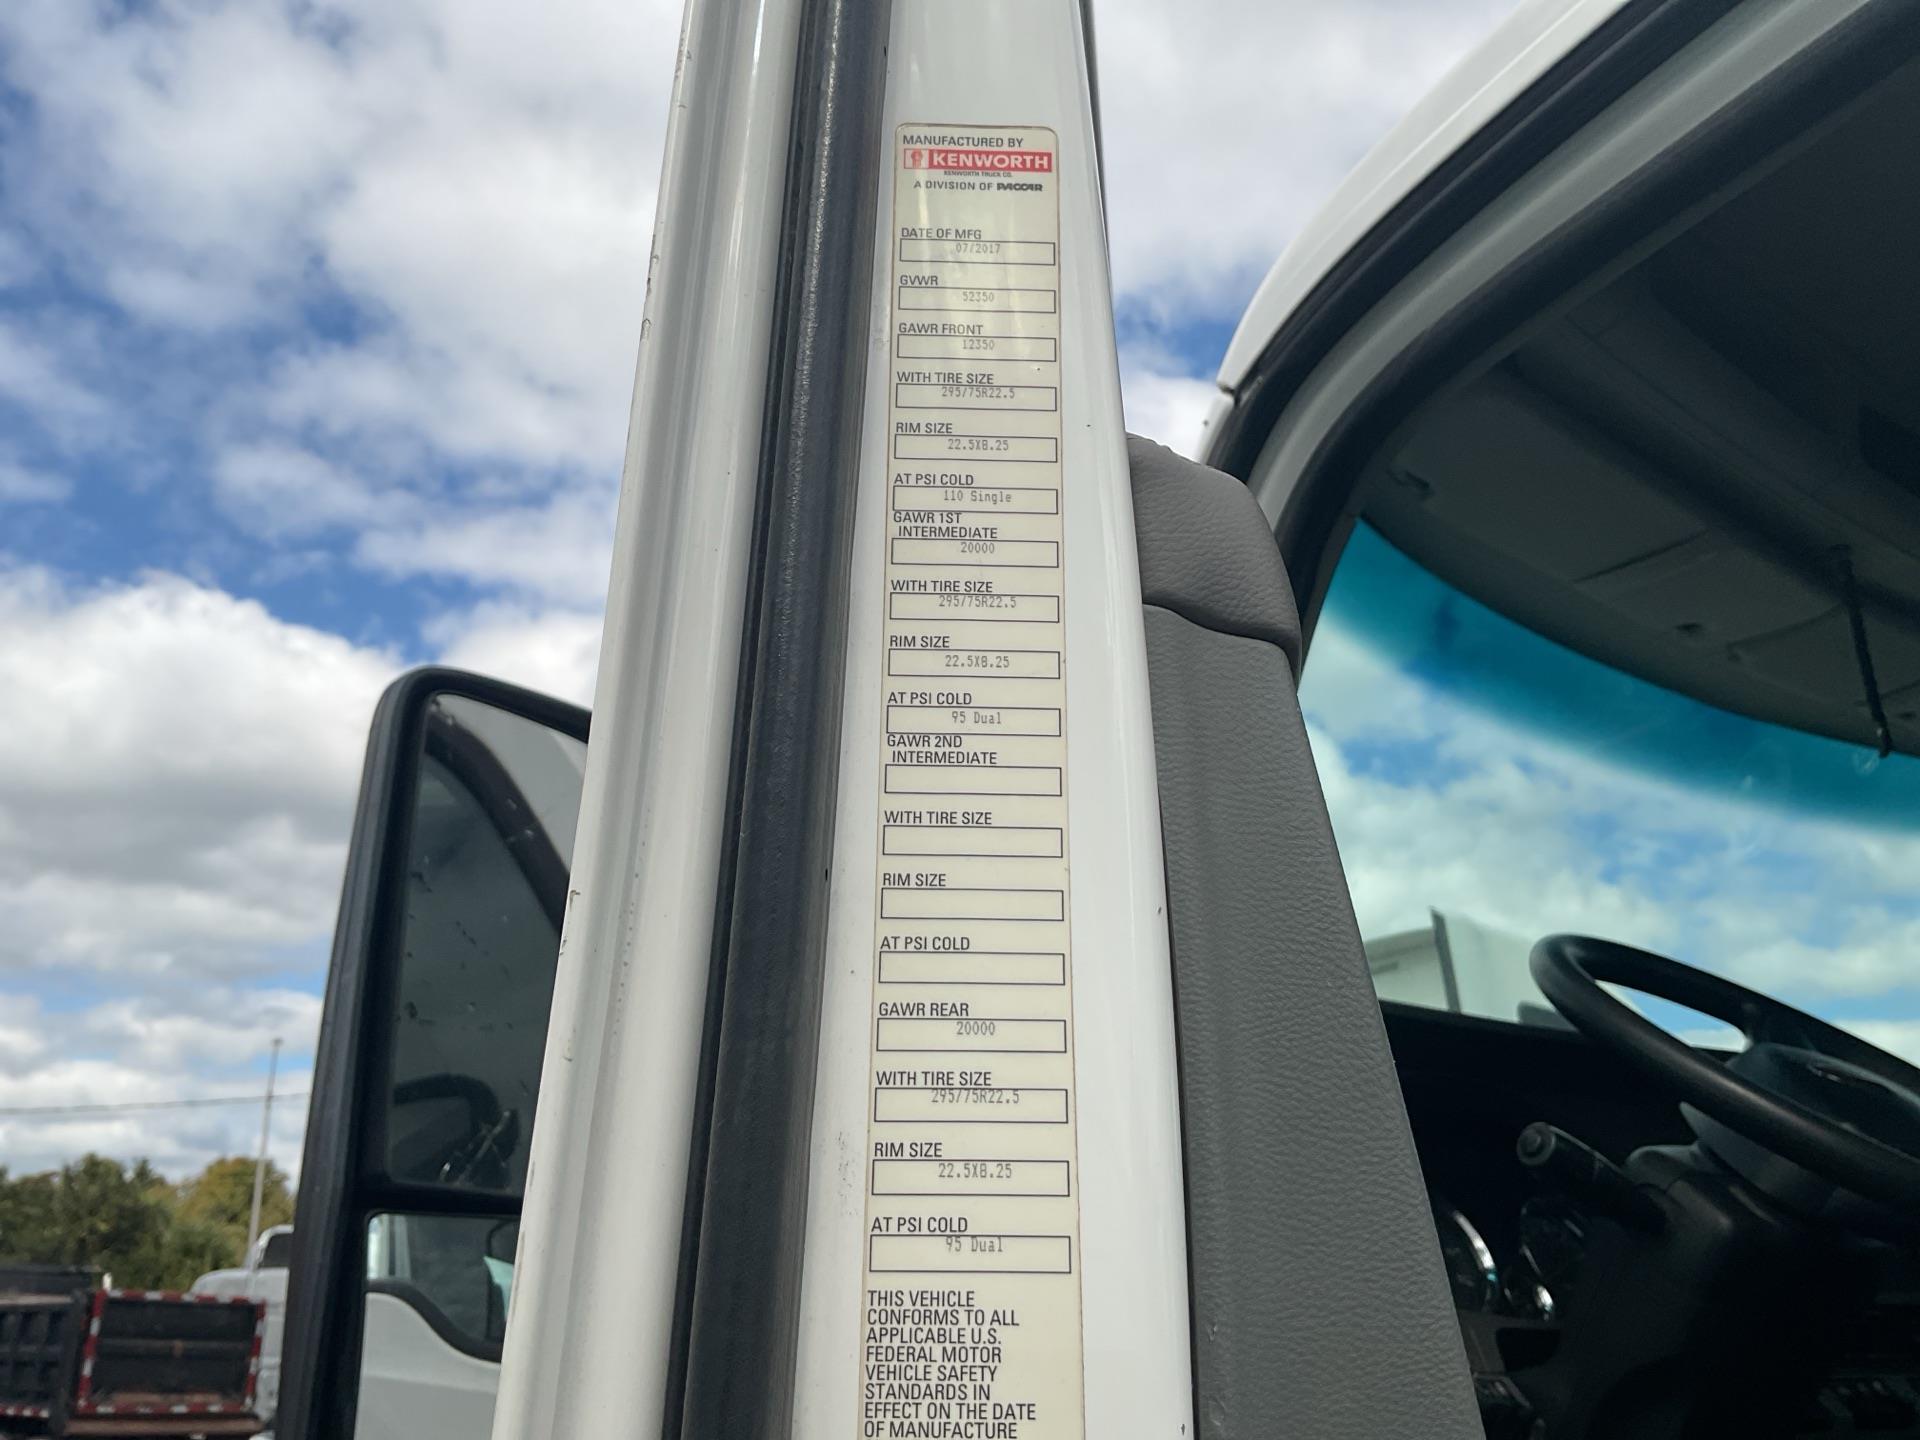 MANUFACTURED BY
KENWORTH
KENWORTH TRUCK CO.
A DIVISION OF PACCAR
DATE OF MFG
07/2017
GVWR
52350
GAWR FRONT
12350
WITH TIRE SIZE
295/75R22.5
RIM SIZE
22.5X8.25
AT PSI COLD
110 Single
GAWR 1ST
INTERMEDIATE
20000
WITH TIRE SIZE
295/75R22.5
RIM SIZE
22.5X8.25
AT PSI COLD
95 Dual
GAWR 2ND
INTERMEDIATE
WITH TIRE SIZE
RIM SIZE
AT PSI COLD
GAWR REAR
20000
WITH TIRE SIZE
295/75R22.5
RIM SIZE
22.5X8.25
AT PSI COLD
95 Dual
THIS VEHICLE
CONFORMS TO ALL
APPLICABLE U.S.
FEDERAL MOTOR
VEHICLE SAFETY
STANDARDS IN
EFFECT ON THE DATE
OF MANUFACTURE